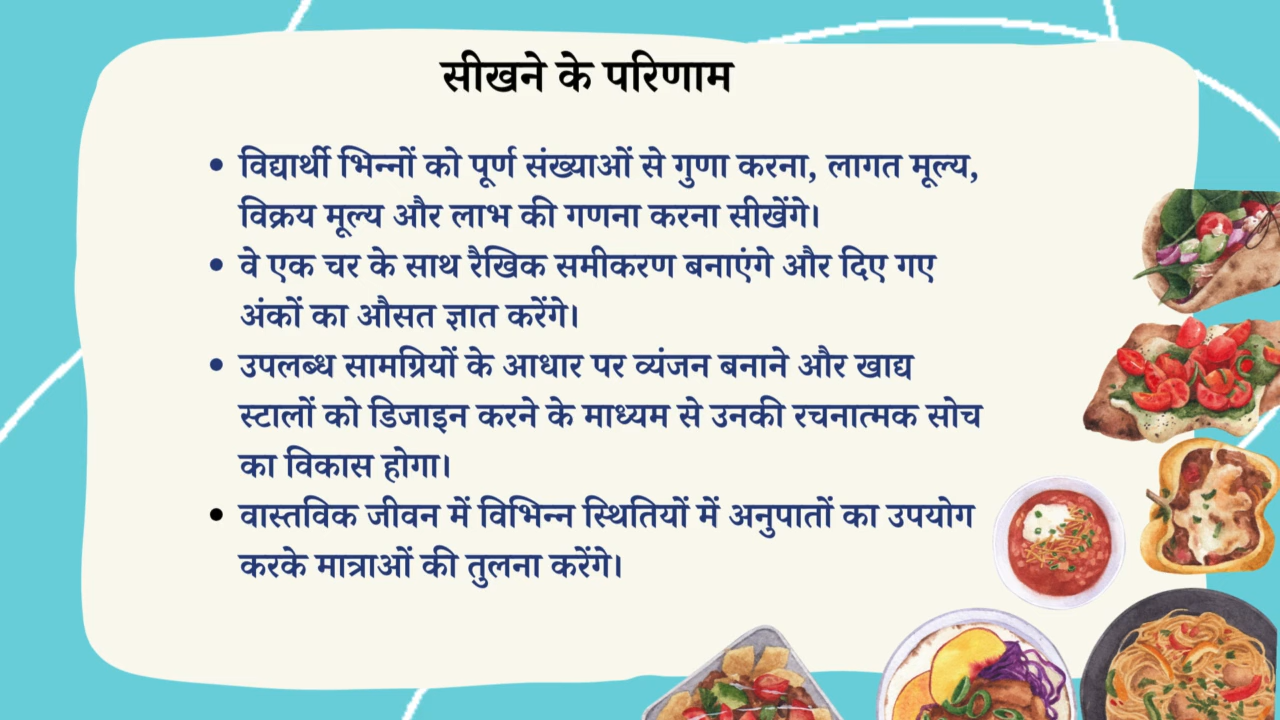 सीखने के परिणाम
• विद्यार्थी भिन्नों को पूर्ण संख्याओं से गुणा करना, लागत मूल्य,
विक्रय मूल्य और लाभ की गणना करना सीखेंगे।
• वे एक चर के साथ रैखिक समीकरण बनाएंगे और दिए गए
अंकों का औसत ज्ञात करेंगे।
• उपलब्ध सामग्रियों के आधार पर व्यंजन बनाने और खाद्य
स्टालों को डिजाइन करने के माध्यम से उनकी रचनात्मक सोच
का विकास होगा।
• वास्तविक जीवन में विभिन्न स्थितियों में अनुपातों का उपयोग
करके मात्राओं की तुलना करेंगे।